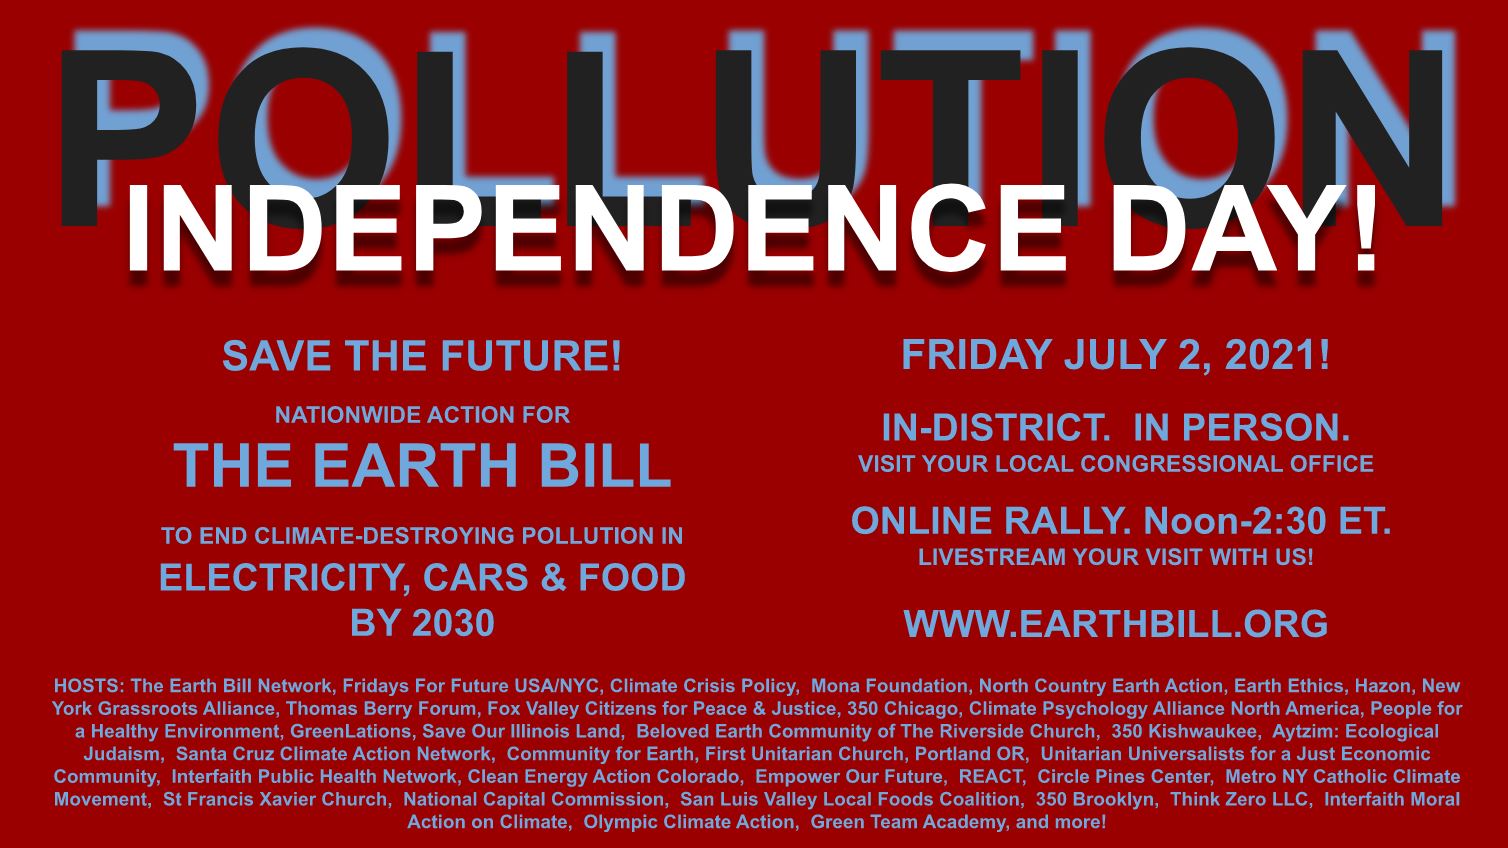 POLLUTION
INDEPENDENCE DAY!
SAVE THE FUTURE!
NATIONWIDE ACTION FOR
THE EARTH BILL
TO END CLIMATE-DESTROYING POLLUTION IN
ELECTRICITY, CARS & FOOD
BY 2030
FRIDAY JULY 2, 2021!
IN-DISTRICT.  IN PERSON.
VISIT YOUR LOCAL CONGRESSIONAL OFFICE
ONLINE RALLY. Noon-2:30 ET.
LIVESTREAM YOUR VISIT WITH US!
WWW.EARTHBILL.ORG
HOSTS: The Earth Bill Network, Fridays For Future USA/NYC, Climate Crisis Policy,  Mona Foundation, North Country Earth Action, Earth Ethics, Hazon, New
York Grassroots Alliance, Thomas Berry Forum, Fox Valley Citizens for Peace & Justice, 350 Chicago, Climate Psychology Alliance North America, People for
a Healthy Environment, GreenLations, Save Our Illinois Land,  Beloved Earth Community of The Riverside Church,  350 Kishwaukee,  Aytzim: Ecological
Judaism,  Santa Cruz Climate Action Network,  Community for Earth, First Unitarian Church, Portland OR,  Unitarian Universalists for a Just Economic
Community,  Interfaith Public Health Network, Clean Energy Action Colorado,  Empower Our Future,  REACT,  Circle Pines Center,  Metro NY Catholic Climate
Movement,  St Francis Xavier Church,  National Capital Commission,  San Luis Valley Local Foods Coalition,  350 Brooklyn,  Think Zero LLC,  Interfaith Moral
Action on Climate,  Olympic Climate Action,  Green Team Academy, and more!